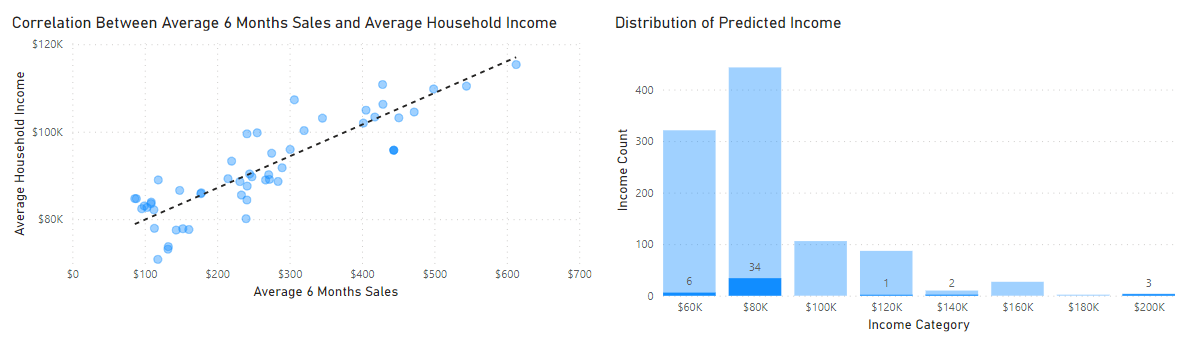 Correlation Between Average 6 Months Sales and Average Household Income
$120K
$100K
$80K
Average Household Income
$0 $100 $200 $300 $400 $500 $600 $700
Average 6 Months Sales
Distribution of Predicted Income
400
300
200
100
0
Income Count
6 34 1 2 3
$60K $80K $100K $120K $140K $160K $180K $200K
Income Category